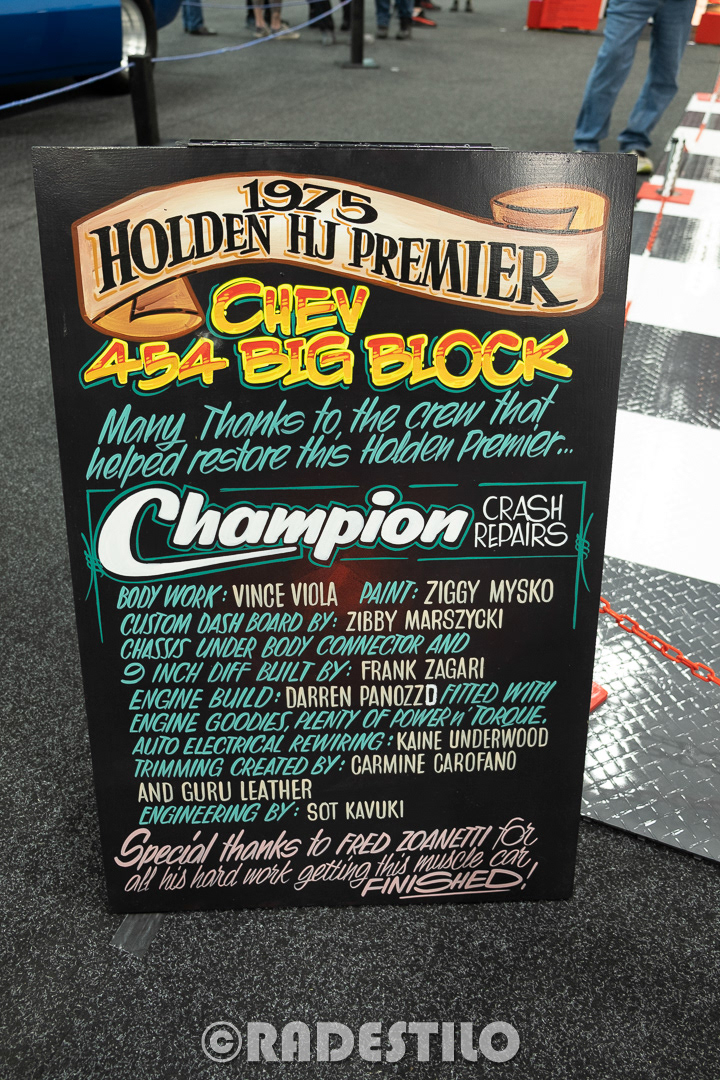 1975
HOLDEN HJ PREMIER
CHEV
454 BIG BLOCK
Many Thanks to the crew that
helped restore this Holden Premier...
Champion CRASH
REPAIRS
BODY WORK: VINCE VIOLA PAINT: ZIGGY MYSKO
CUSTOM DASH BOARD BY: ZIBBY MARSZYCKI
CHASSIS UNDER BODY CONNECTOR AND
9 INCH DIFF BUILT BY: FRANK ZAGARI
ENGINE BUILD: DARREN PANOZZO FITTED WITH
ENGINE GOODIES, PLENTY OF POWER n' TORQUE.
AUTO ELECTRICAL REWIRING: KAINE UNDERWOOD
TRIMMING CREATED BY: CARMINE CAROFANO
AND GURU LEATHER
ENGINEERING BY: SOT KAVUKI
Special thanks to FRED ZOANETTI for
all his hard work getting this muscle car
FINISHED!
©RADESTILO